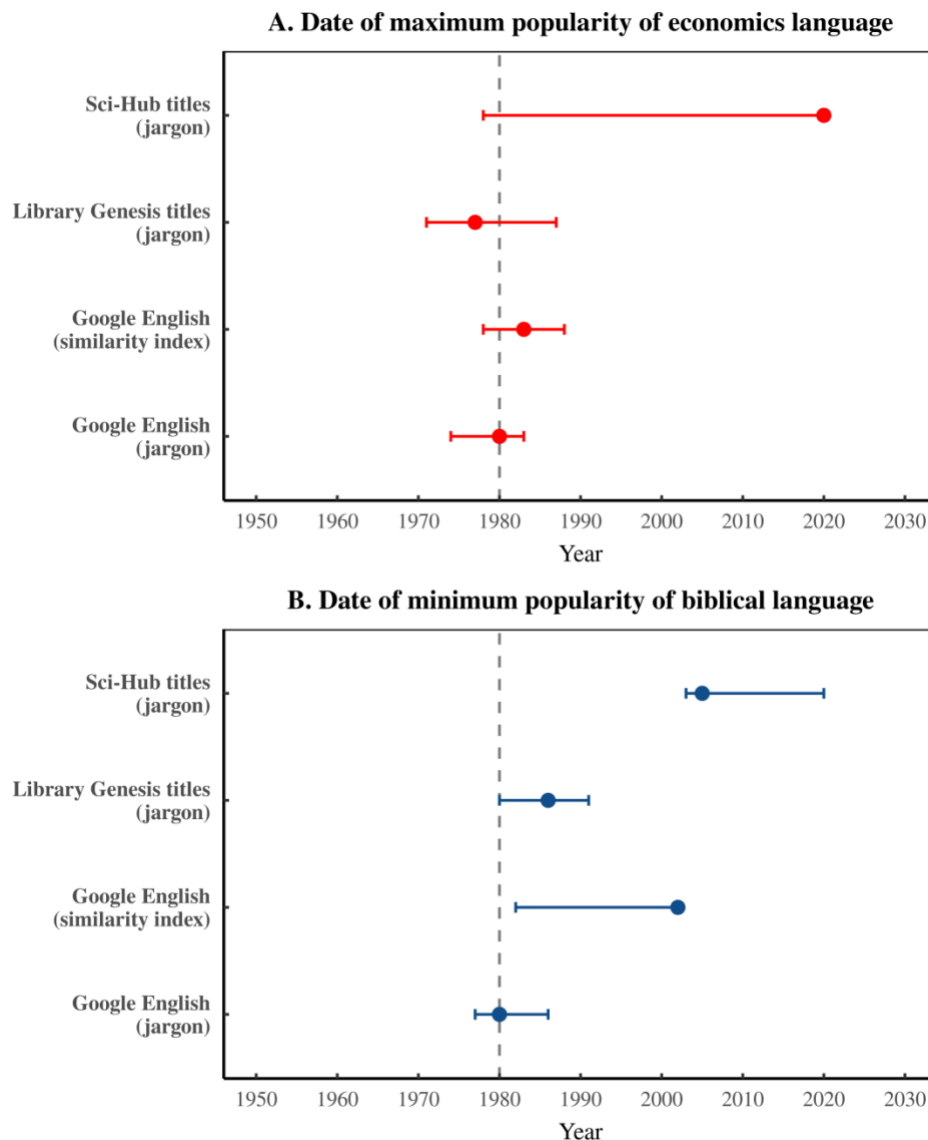 A. Date of maximum popularity of economics language
Sci-Hub titles
(jargon)
Library Genesis titles
(jargon)
Google English
(similarity index)
Google English
(jargon)
1950 1960 1970 1980 1990 2000 2010 2020 2030
Year
B. Date of minimum popularity of biblical language
Sci-Hub titles
(jargon)
Library Genesis titles
(jargon)
Google English
(similarity index)
Google English
(jargon)
1950 1960 1970 1980 1990 2000 2010 2020 2030
Year